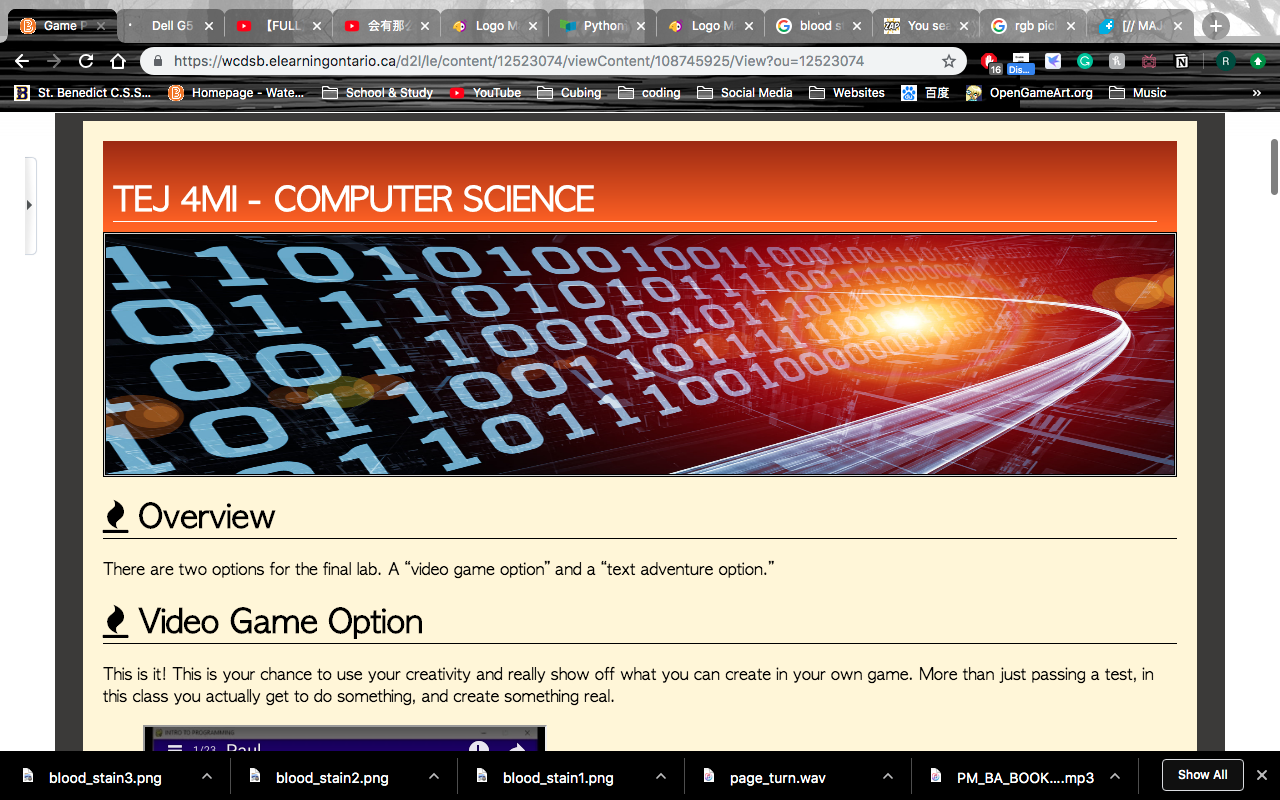 Game P
Dell G5
【FULL
会有那么
Logo M
Python
Logo M
blood st
ZAP
You sea
rgb pic
[// MAJ
https://wcdsb.elearningontario.ca/d2l/le/content/12523074/viewContent/108745925/View?ou=12523074
16
Dis...
R
St. Benedict C.S.S...
Homepage - Wate...
School & Study
YouTube
Cubing
coding
Social Media
Websites
百度
OpenGameArt.org
Music
»
TEJ 4MI - COMPUTER SCIENCE
Overview
There are two options for the final lab. A “video game option” and a “text adventure option.”
Video Game Option
This is it! This is your chance to use your creativity and really show off what you can create in your own game. More than just passing a test, in
this class you actually get to do something, and create something real.
INTRO TO PROGRAMMING
1/23 Paul
blood_stain3.png
blood_stain2.png
blood_stain1.png
page_turn.wav
PM_BA_BOOK....mp3
Show All